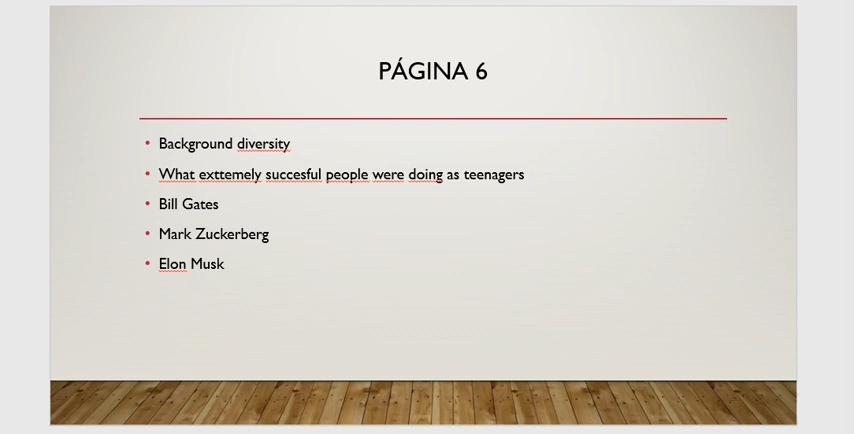 PÁGINA 6
• Background diversity
• What exttemely succesful people were doing as teenagers
• Bill Gates
• Mark Zuckerberg
• Elon Musk